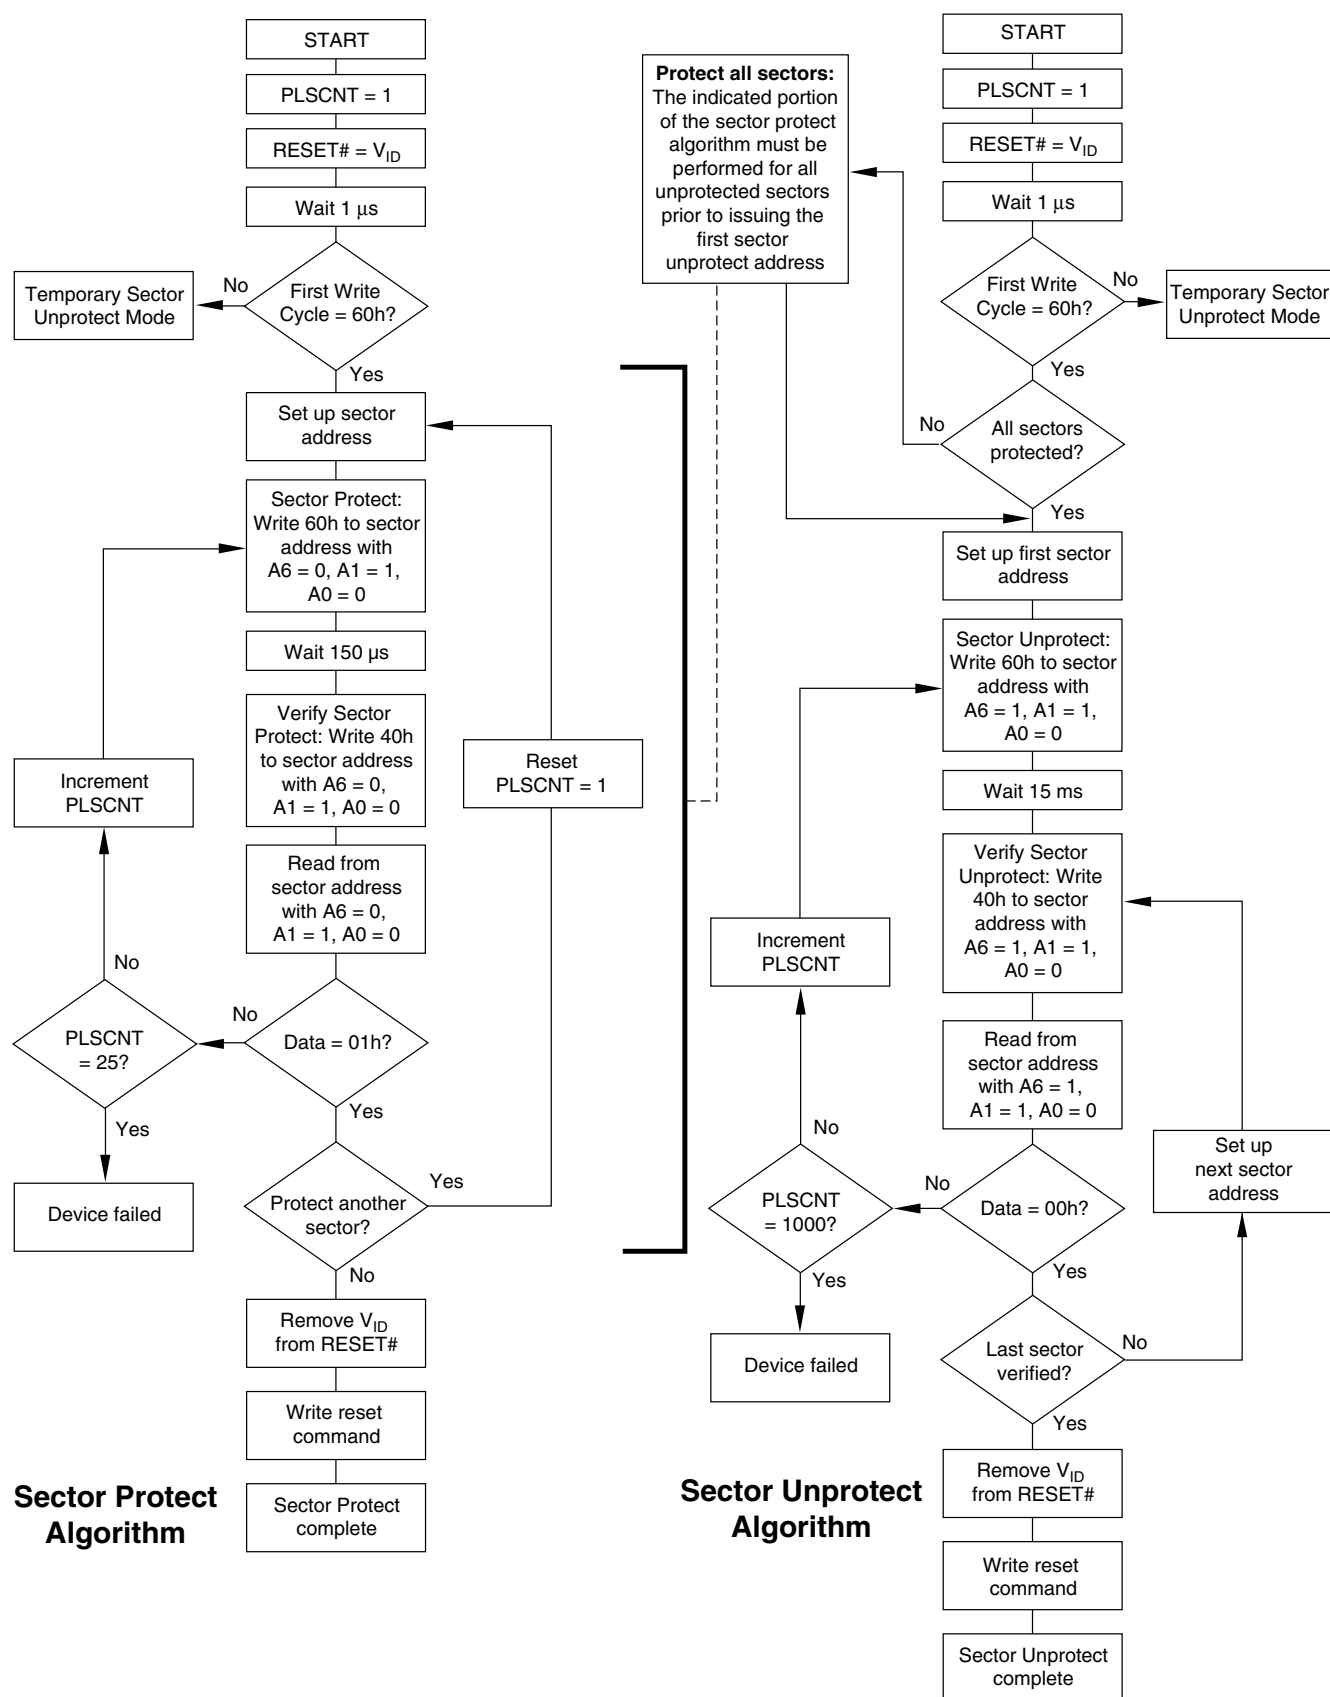 START
PLSCNT = 1
RESET# = VID
Wait 1 μs
First Write
Cycle = 60h?
No
Temporary Sector
Unprotect Mode
Yes
Set up sector
address
Sector Protect:
Write 60h to sector
address with
A6 = 0, A1 = 1,
A0 = 0
Wait 150 µs
Verify Sector
Protect: Write 40h
to sector address
with A6 = 0,
A1 = 1, A0 = 0
Reset
PLSCNT = 1
Increment
PLSCNT
Read from
sector address
with A6 = 0,
A1 = 1, A0 = 0
No
PLSCNT
= 25?
No
Data = 01h?
Yes
Yes
Device failed
Protect another
sector?
Yes
No
Remove VID
from RESET#
Write reset
command
Sector Protect
complete
Sector Protect
Algorithm
Protect all sectors:
The indicated portion
of the sector protect
algorithm must be
performed for all
unprotected sectors
prior to issuing the
first sector
unprotect address
START
PLSCNT = 1
RESET# = VID
Wait 1 μs
First Write
Cycle = 60h?
No
Temporary Sector
Unprotect Mode
Yes
No
All sectors
protected?
Yes
Set up first sector
address
Sector Unprotect:
Write 60h to sector
address with
A6 = 1, A1 = 1,
A0 = 0
Wait 15 ms
Verify Sector
Unprotect: Write
40h to sector
address with
A6 = 1, A1 = 1,
A0 = 0
Increment
PLSCNT
Read from
sector address
with A6 = 1,
A1 = 1, A0 = 0
No
PLSCNT
= 1000?
No
Data = 00h?
Set up
next sector
address
Yes
Yes
Device failed
Last sector
verified?
No
Yes
Remove VID
from RESET#
Write reset
command
Sector Unprotect
complete
Sector Unprotect
Algorithm